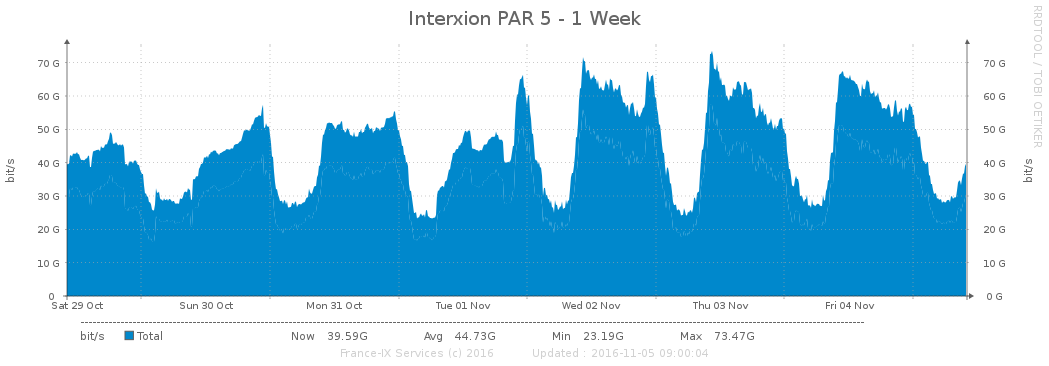 Interxion PAR 5 - 1 Week
RRDTOOL / TOBI OETIKER
bit/s
70 G 70 G
60 G 60 G
50 G 50 G
40 G 40 G
30 G 30 G
20 G 20 G
10 G 10 G
0 0 G
bit/s
Sat 29 Oct Sun 30 Oct Mon 31 Oct Tue 01 Nov Wed 02 Nov Thu 03 Nov Fri 04 Nov
bit/s Total Now 39.59G Avg 44.73G Min 23.19G Max 73.47G
France-IX Services (c) 2016 Updated : 2016-11-05 09:00:04